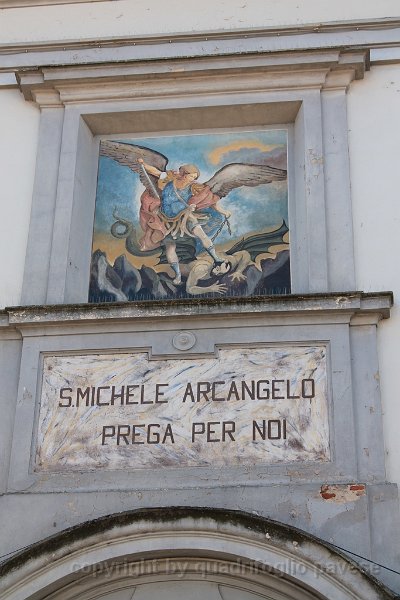 S.MICHELE ARCANGELO
PREGA PER NOI
copyright by quadrifoglio pavese